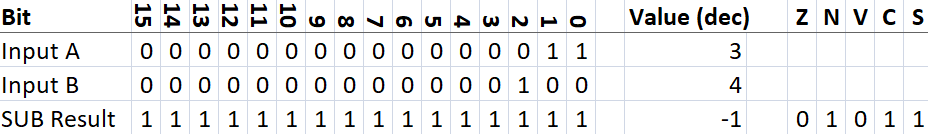 Bit 15 14 13 12 11 10 9 8 7 6 5 4 3 2 1 0 Value (dec) Z N V C S
Input A 0 0 0 0 0 0 0 0 0 0 0 0 0 0 1 1 3
Input B 0 0 0 0 0 0 0 0 0 0 0 0 0 1 0 0 4
SUB Result 1 1 1 1 1 1 1 1 1 1 1 1 1 1 1 1 -1 0 1 0 1 1